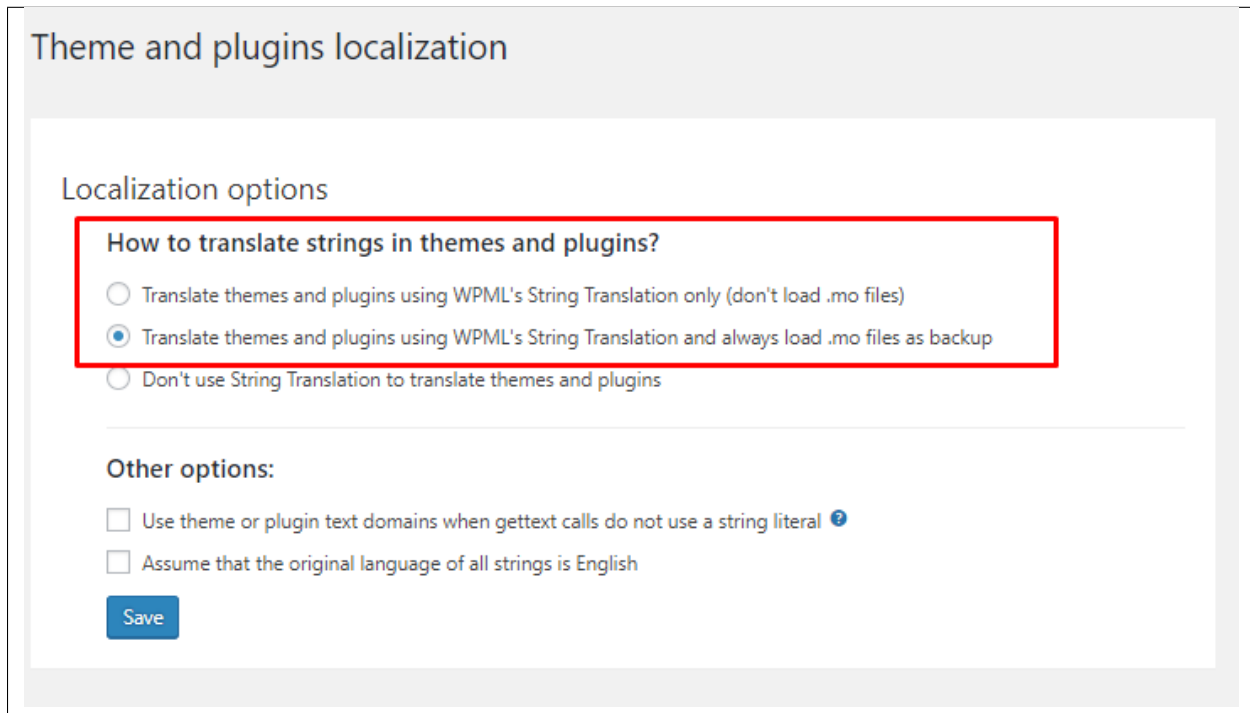 Theme and plugins localization
Localization options
How to translate strings in themes and plugins?
Translate themes and plugins using WPML's String Translation only (don't load .mo files)
Translate themes and plugins using WPML's String Translation and always load .mo files as backup
Don't use String Translation to translate themes and plugins
Other options:
Use theme or plugin text domains when gettext calls do not use a string literal ?
Assume that the original language of all strings is English
Save